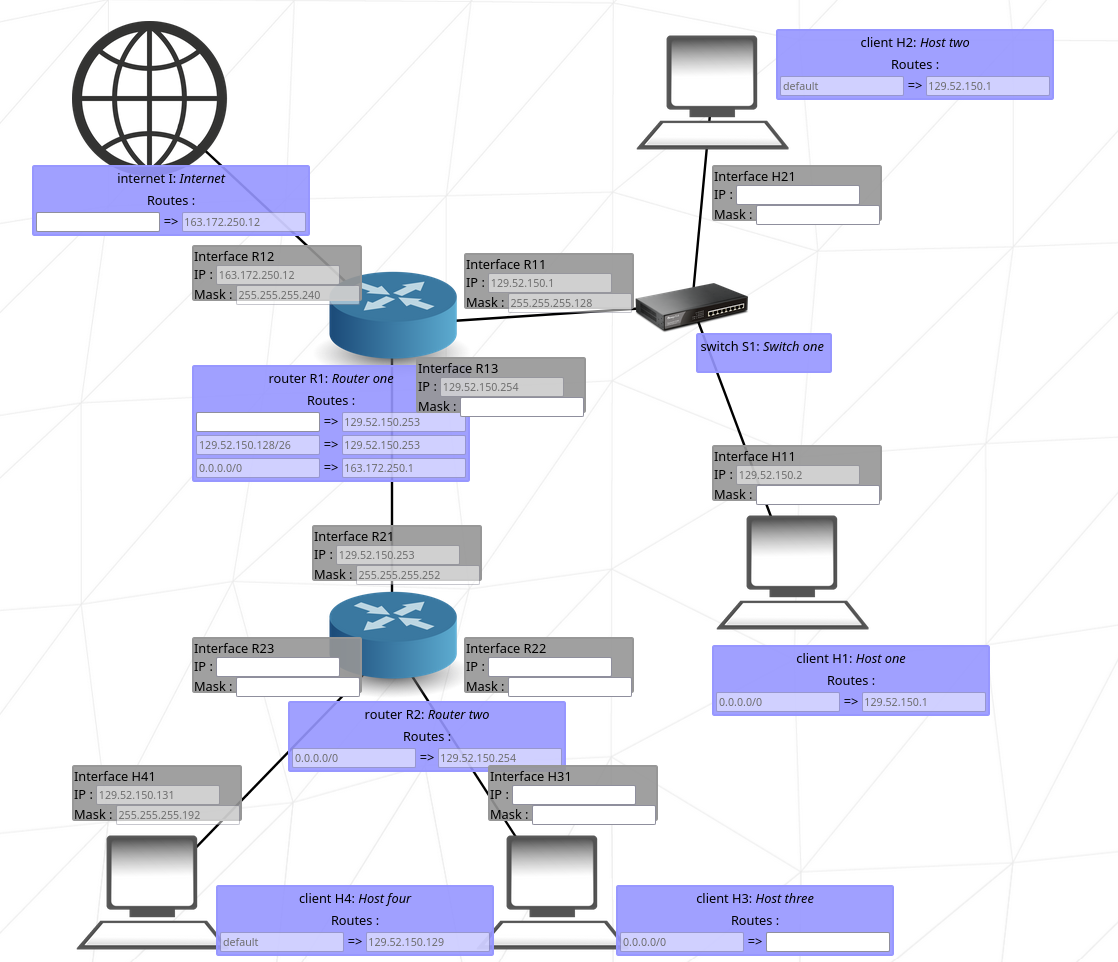 client H2: Host two
Routes :
default => 129.52.150.1
internet I: Internet
Routes :
=> 163.172.250.12
Interface H21
IP :
Mask :
Interface R12
IP : 163.172.250.12
Mask : 255.255.255.240
Interface R11
IP : 129.52.150.1
Mask : 255.255.255.128
switch S1: Switch one
Interface R13
IP : 129.52.150.254
Mask :
router R1: Router one
Routes :
=> 129.52.150.253
129.52.150.128/26 => 129.52.150.253
0.0.0.0/0 => 163.172.250.1
Interface H11
IP : 129.52.150.2
Mask :
Interface R21
IP : 129.52.150.253
Mask : 255.255.255.252
Interface R23
IP :
Mask :
Interface R22
IP :
Mask :
client H1: Host one
Routes :
0.0.0.0/0 => 129.52.150.1
router R2: Router two
Routes :
0.0.0.0/0 => 129.52.150.254
Interface H41
IP : 129.52.150.131
Mask : 255.255.255.192
Interface H31
IP :
Mask :
client H4: Host four
Routes :
default => 129.52.150.129
client H3: Host three
Routes :
0.0.0.0/0 =>